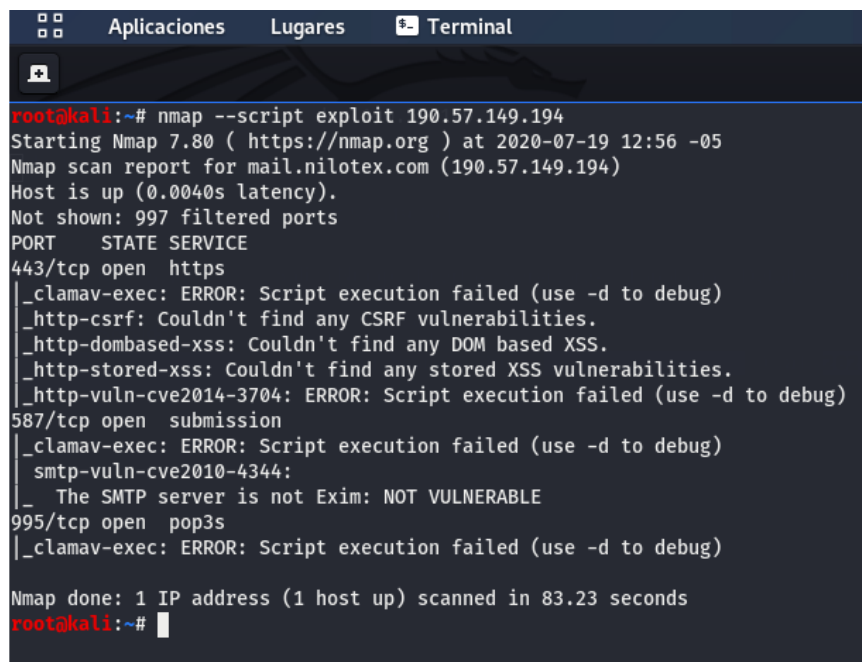 Aplicaciones Lugares $_ Terminal
root@kali:~# nmap --script exploit 190.57.149.194
Starting Nmap 7.80 ( https://nmap.org ) at 2020-07-19 12:56 -05
Nmap scan report for mail.nilotex.com (190.57.149.194)
Host is up (0.0040s latency).
Not shown: 997 filtered ports
PORT    STATE SERVICE
443/tcp open  https
|_clamav-exec: ERROR: Script execution failed (use -d to debug)
|_http-csrf: Couldn't find any CSRF vulnerabilities.
|_http-dombased-xss: Couldn't find any DOM based XSS.
|_http-stored-xss: Couldn't find any stored XSS vulnerabilities.
|_http-vuln-cve2014-3704: ERROR: Script execution failed (use -d to debug)
587/tcp open  submission
|_clamav-exec: ERROR: Script execution failed (use -d to debug)
| smtp-vuln-cve2010-4344:
|_  The SMTP server is not Exim: NOT VULNERABLE
995/tcp open  pop3s
|_clamav-exec: ERROR: Script execution failed (use -d to debug)
Nmap done: 1 IP address (1 host up) scanned in 83.23 seconds
root@kali:~#